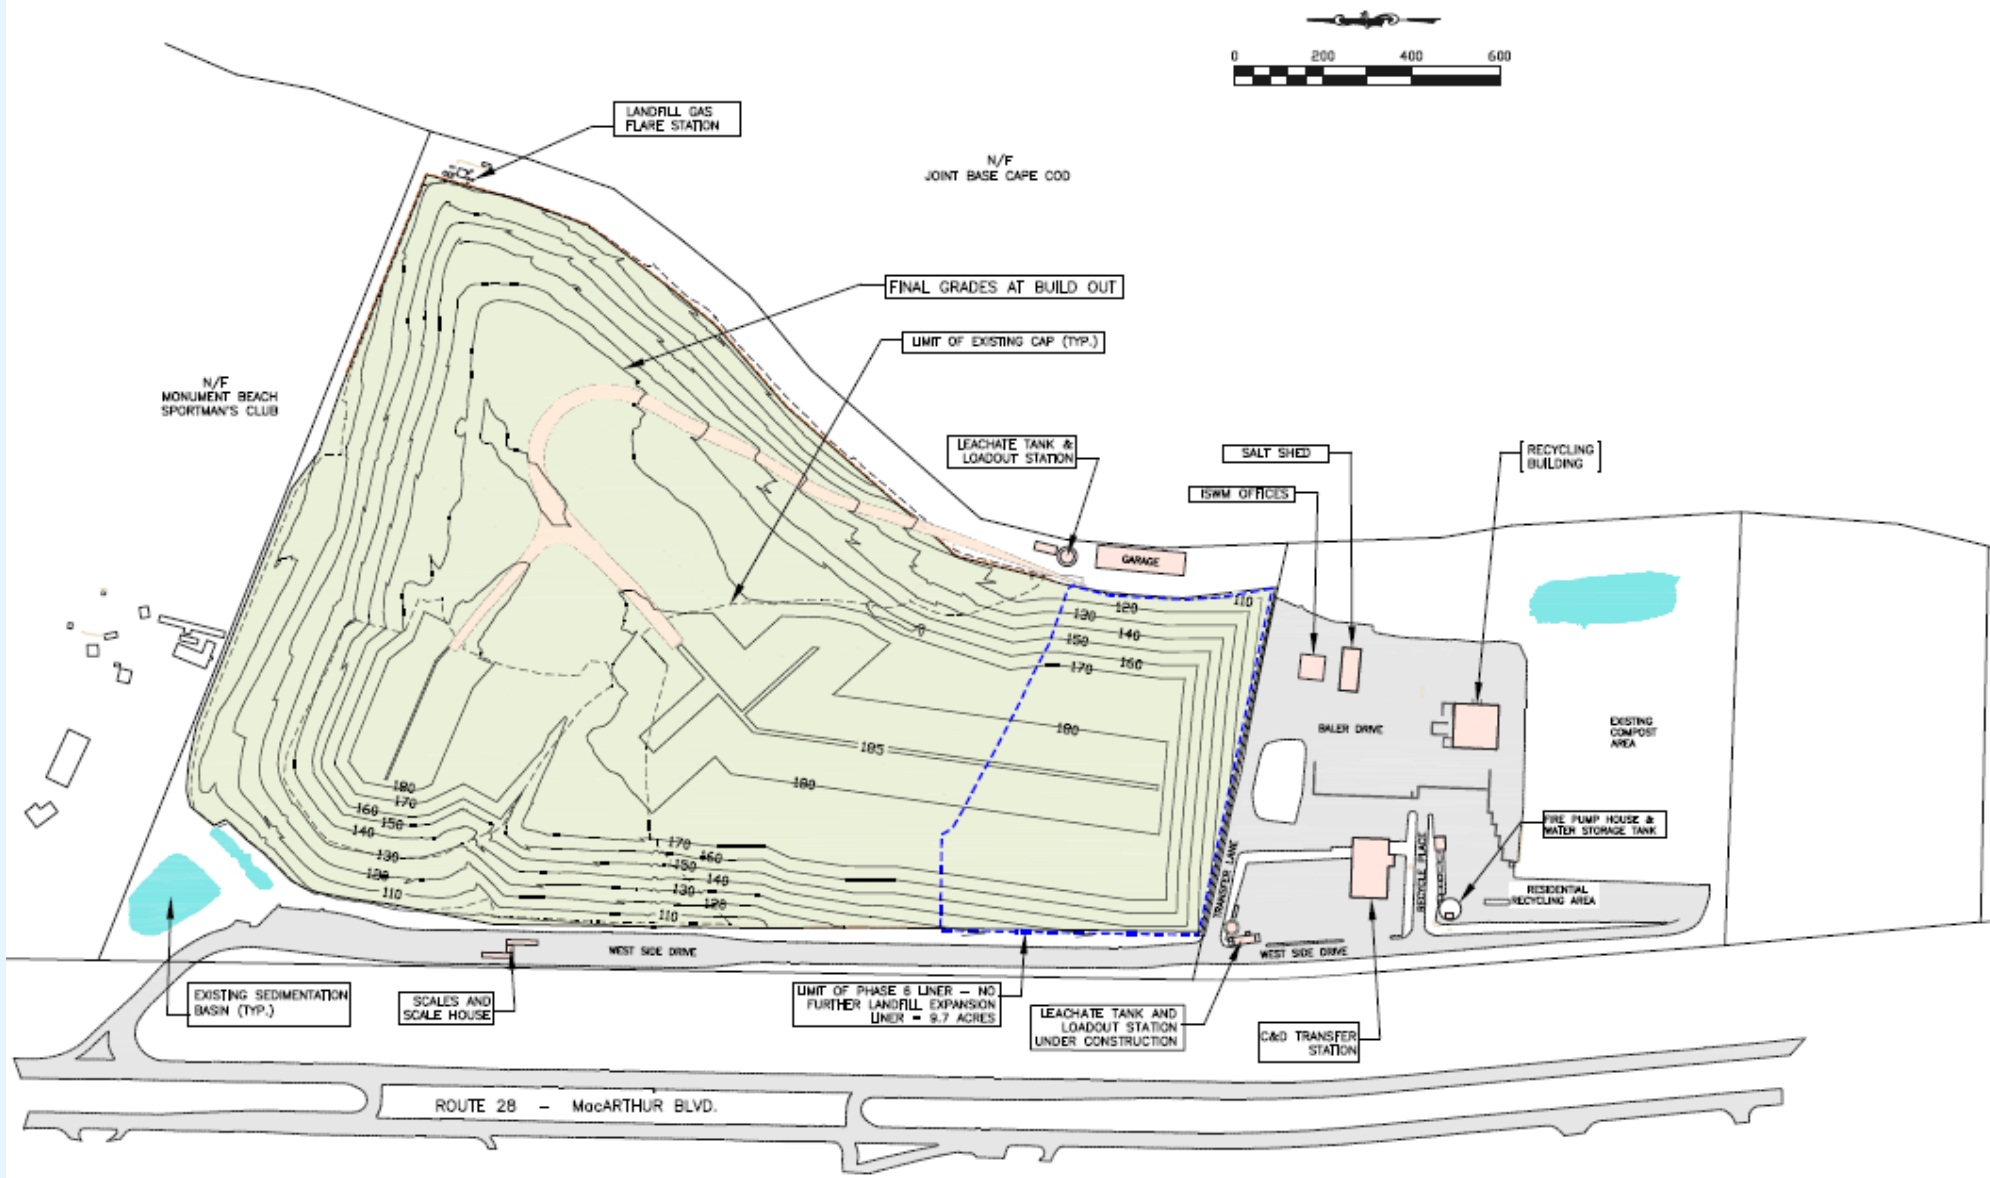 0 200 400 600
LANDFILL GAS
FLARE STATION
N/F
JOINT BASE CAPE COD
FINAL GRADES AT BUILD OUT
LIMIT OF EXISTING CAP (TYP.)
N/F
MONUMENT BEACH
SPORTMAN'S CLUB
LEACHATE TANK &
LOADOUT STATION
SALT SHED
RECYCLING
BUILDING
ISWM OFFICES
GARAGE
110
120
130
140
150
160
170
180
185
180
EXISTING
COMPOST
AREA
BALER DRIVE
180
170
160
150
140
130
120
110
170
160
150
140
130
120
110
FIRE PUMP HOUSE &
WATER STORAGE TANK
TRANSFER LANE
RECYCLE PLACE
RESIDENTIAL
RECYCLING AREA
WEST SIDE DRIVE
WEST SIDE DRIVE
EXISTING SEDIMENTATION
BASIN (TYP.)
SCALES AND
SCALE HOUSE
LIMIT OF PHASE 6 LINER – NO
FURTHER LANDFILL EXPANSION
LINER = 9.7 ACRES
LEACHATE TANK AND
LOADOUT STATION
UNDER CONSTRUCTION
C&D TRANSFER
STATION
ROUTE 28 – MacARTHUR BLVD.